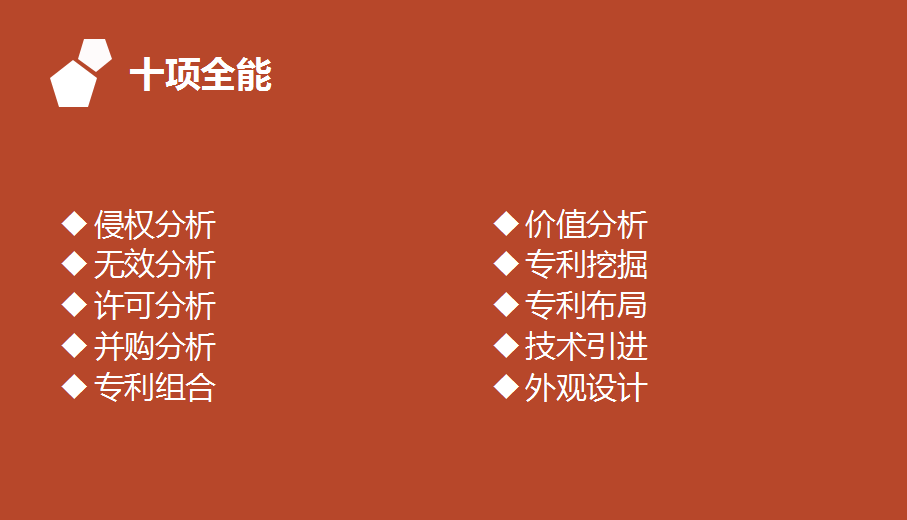 十项全能
◆ 侵权分析
◆ 无效分析
◆ 许可分析
◆ 并购分析
◆ 专利组合
◆ 价值分析
◆ 专利挖掘
◆ 专利布局
◆ 技术引进
◆ 外观设计